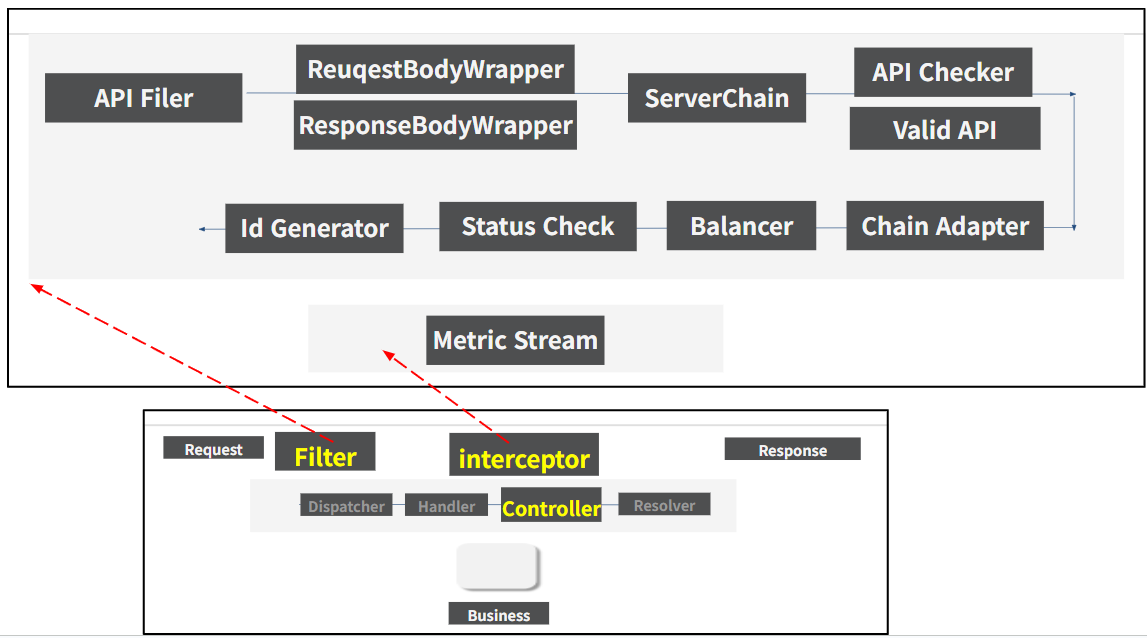 API Filer
ReuqestBodyWrapper
ResponseBodyWrapper
ServerChain
API Checker
Valid API
Id Generator
Status Check
Balancer
Chain Adapter
Metric Stream
Request
Filter
interceptor
Response
Dispatcher
Handler
Controller
Resolver
Business